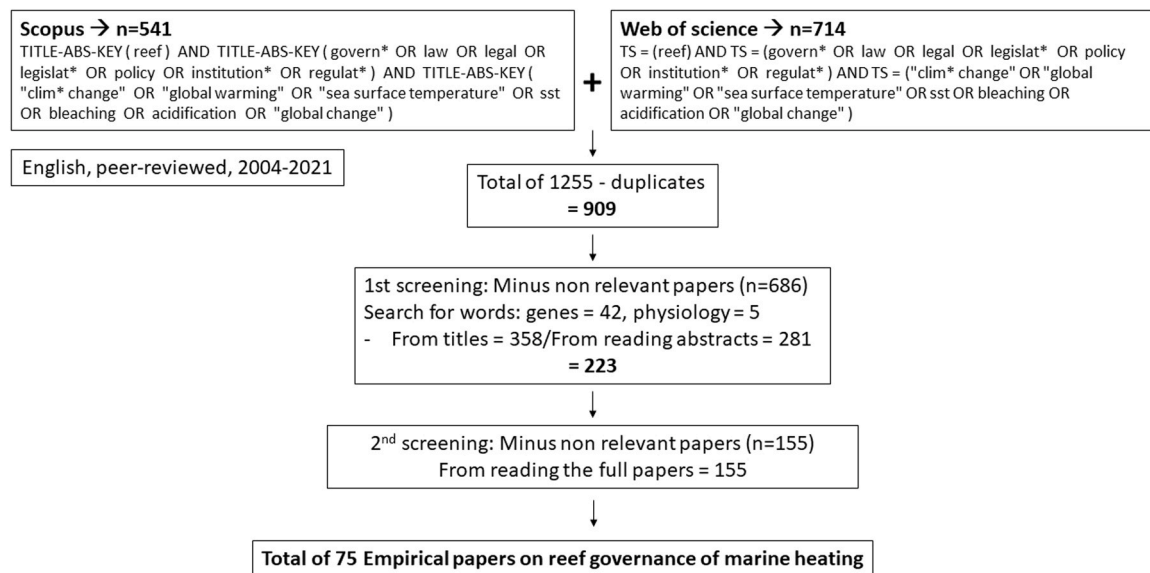 Scopus → n=541
TITLE-ABS-KEY ( reef ) AND TITLE-ABS-KEY ( govern* OR law OR legal OR
legislat* OR policy OR institution* OR regulat* ) AND TITLE-ABS-KEY (
"clim* change" OR "global warming" OR "sea surface temperature" OR sst
OR bleaching OR acidification OR "global change" )
+
Web of science → n=714
TS = (reef) AND TS = (govern* OR law OR legal OR legislat* OR policy
OR institution* OR regulat* ) AND TS = ("clim* change" OR "global
warming" OR "sea surface temperature" OR sst OR bleaching OR
acidification OR "global change" )
English, peer-reviewed, 2004-2021
Total of 1255 - duplicates
= 909
1st screening: Minus non relevant papers (n=686)
Search for words: genes = 42, physiology = 5
- From titles = 358/From reading abstracts = 281
= 223
2nd screening: Minus non relevant papers (n=155)
From reading the full papers = 155
Total of 75 Empirical papers on reef governance of marine heating